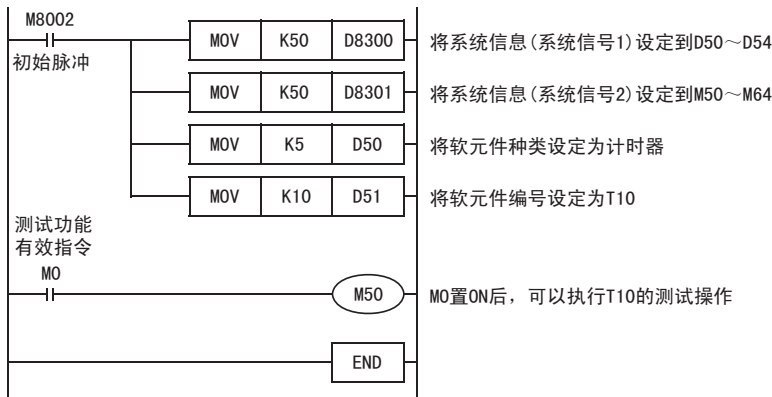 M8002
初始脉冲
MOV K50 D8300 将系统信息(系统信号1)设定到D50～D54
MOV K50 D8301 将系统信息(系统信号2)设定到M50～M64
MOV K5 D50 将软元件种类设定为计时器
MOV K10 D51 将软元件编号设定为T10
测试功能
有效指令
M0
M50 M0置ON后，可以执行T10的测试操作
END